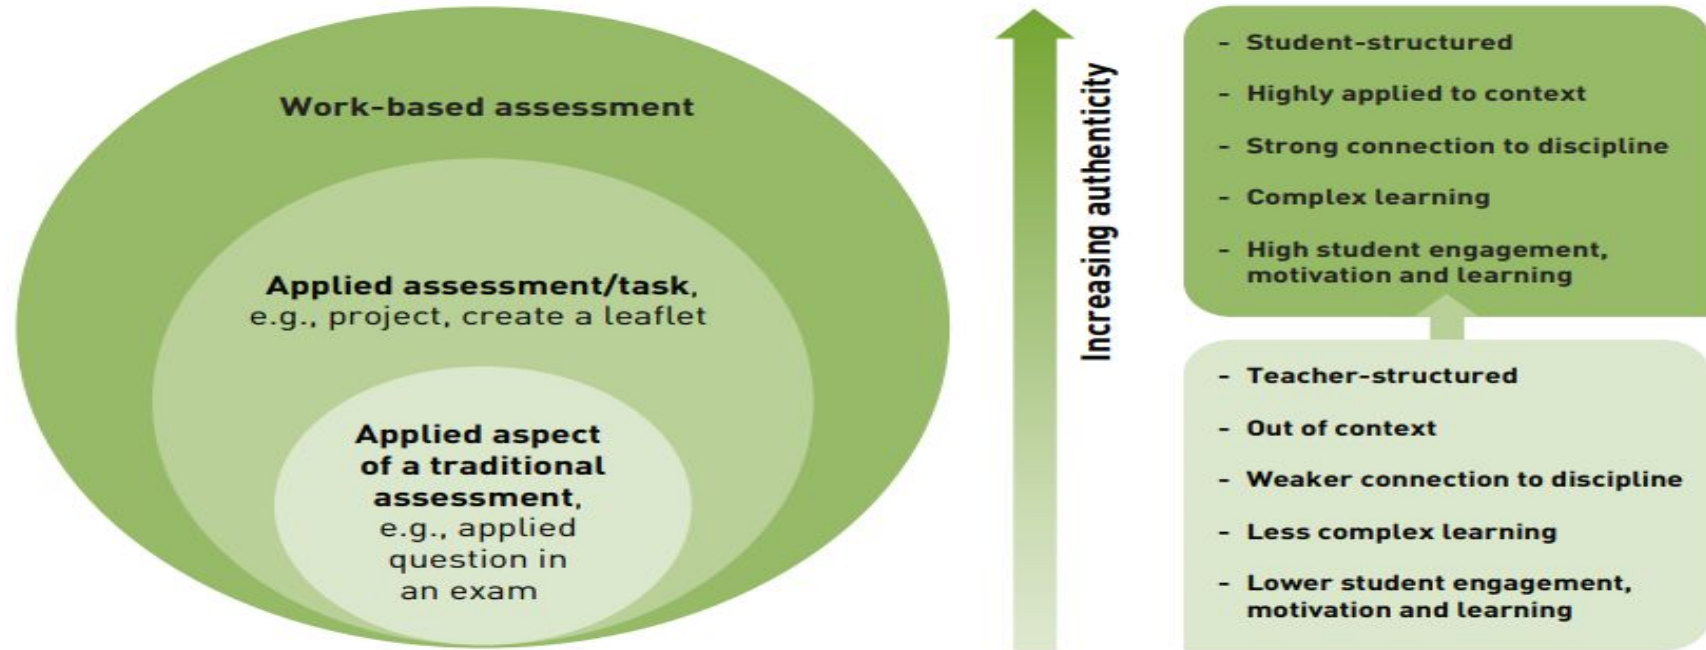 Work-based assessment
Applied assessment/task,
e.g., project, create a leaflet
Applied aspect
of a traditional
assessment,
e.g., applied
question in
an exam
Increasing authenticity
- Student-structured
- Highly applied to context
- Strong connection to discipline
- Complex learning
- High student engagement,
motivation and learning
- Teacher-structured
- Out of context
- Weaker connection to discipline
- Less complex learning
- Lower student engagement,
motivation and learning